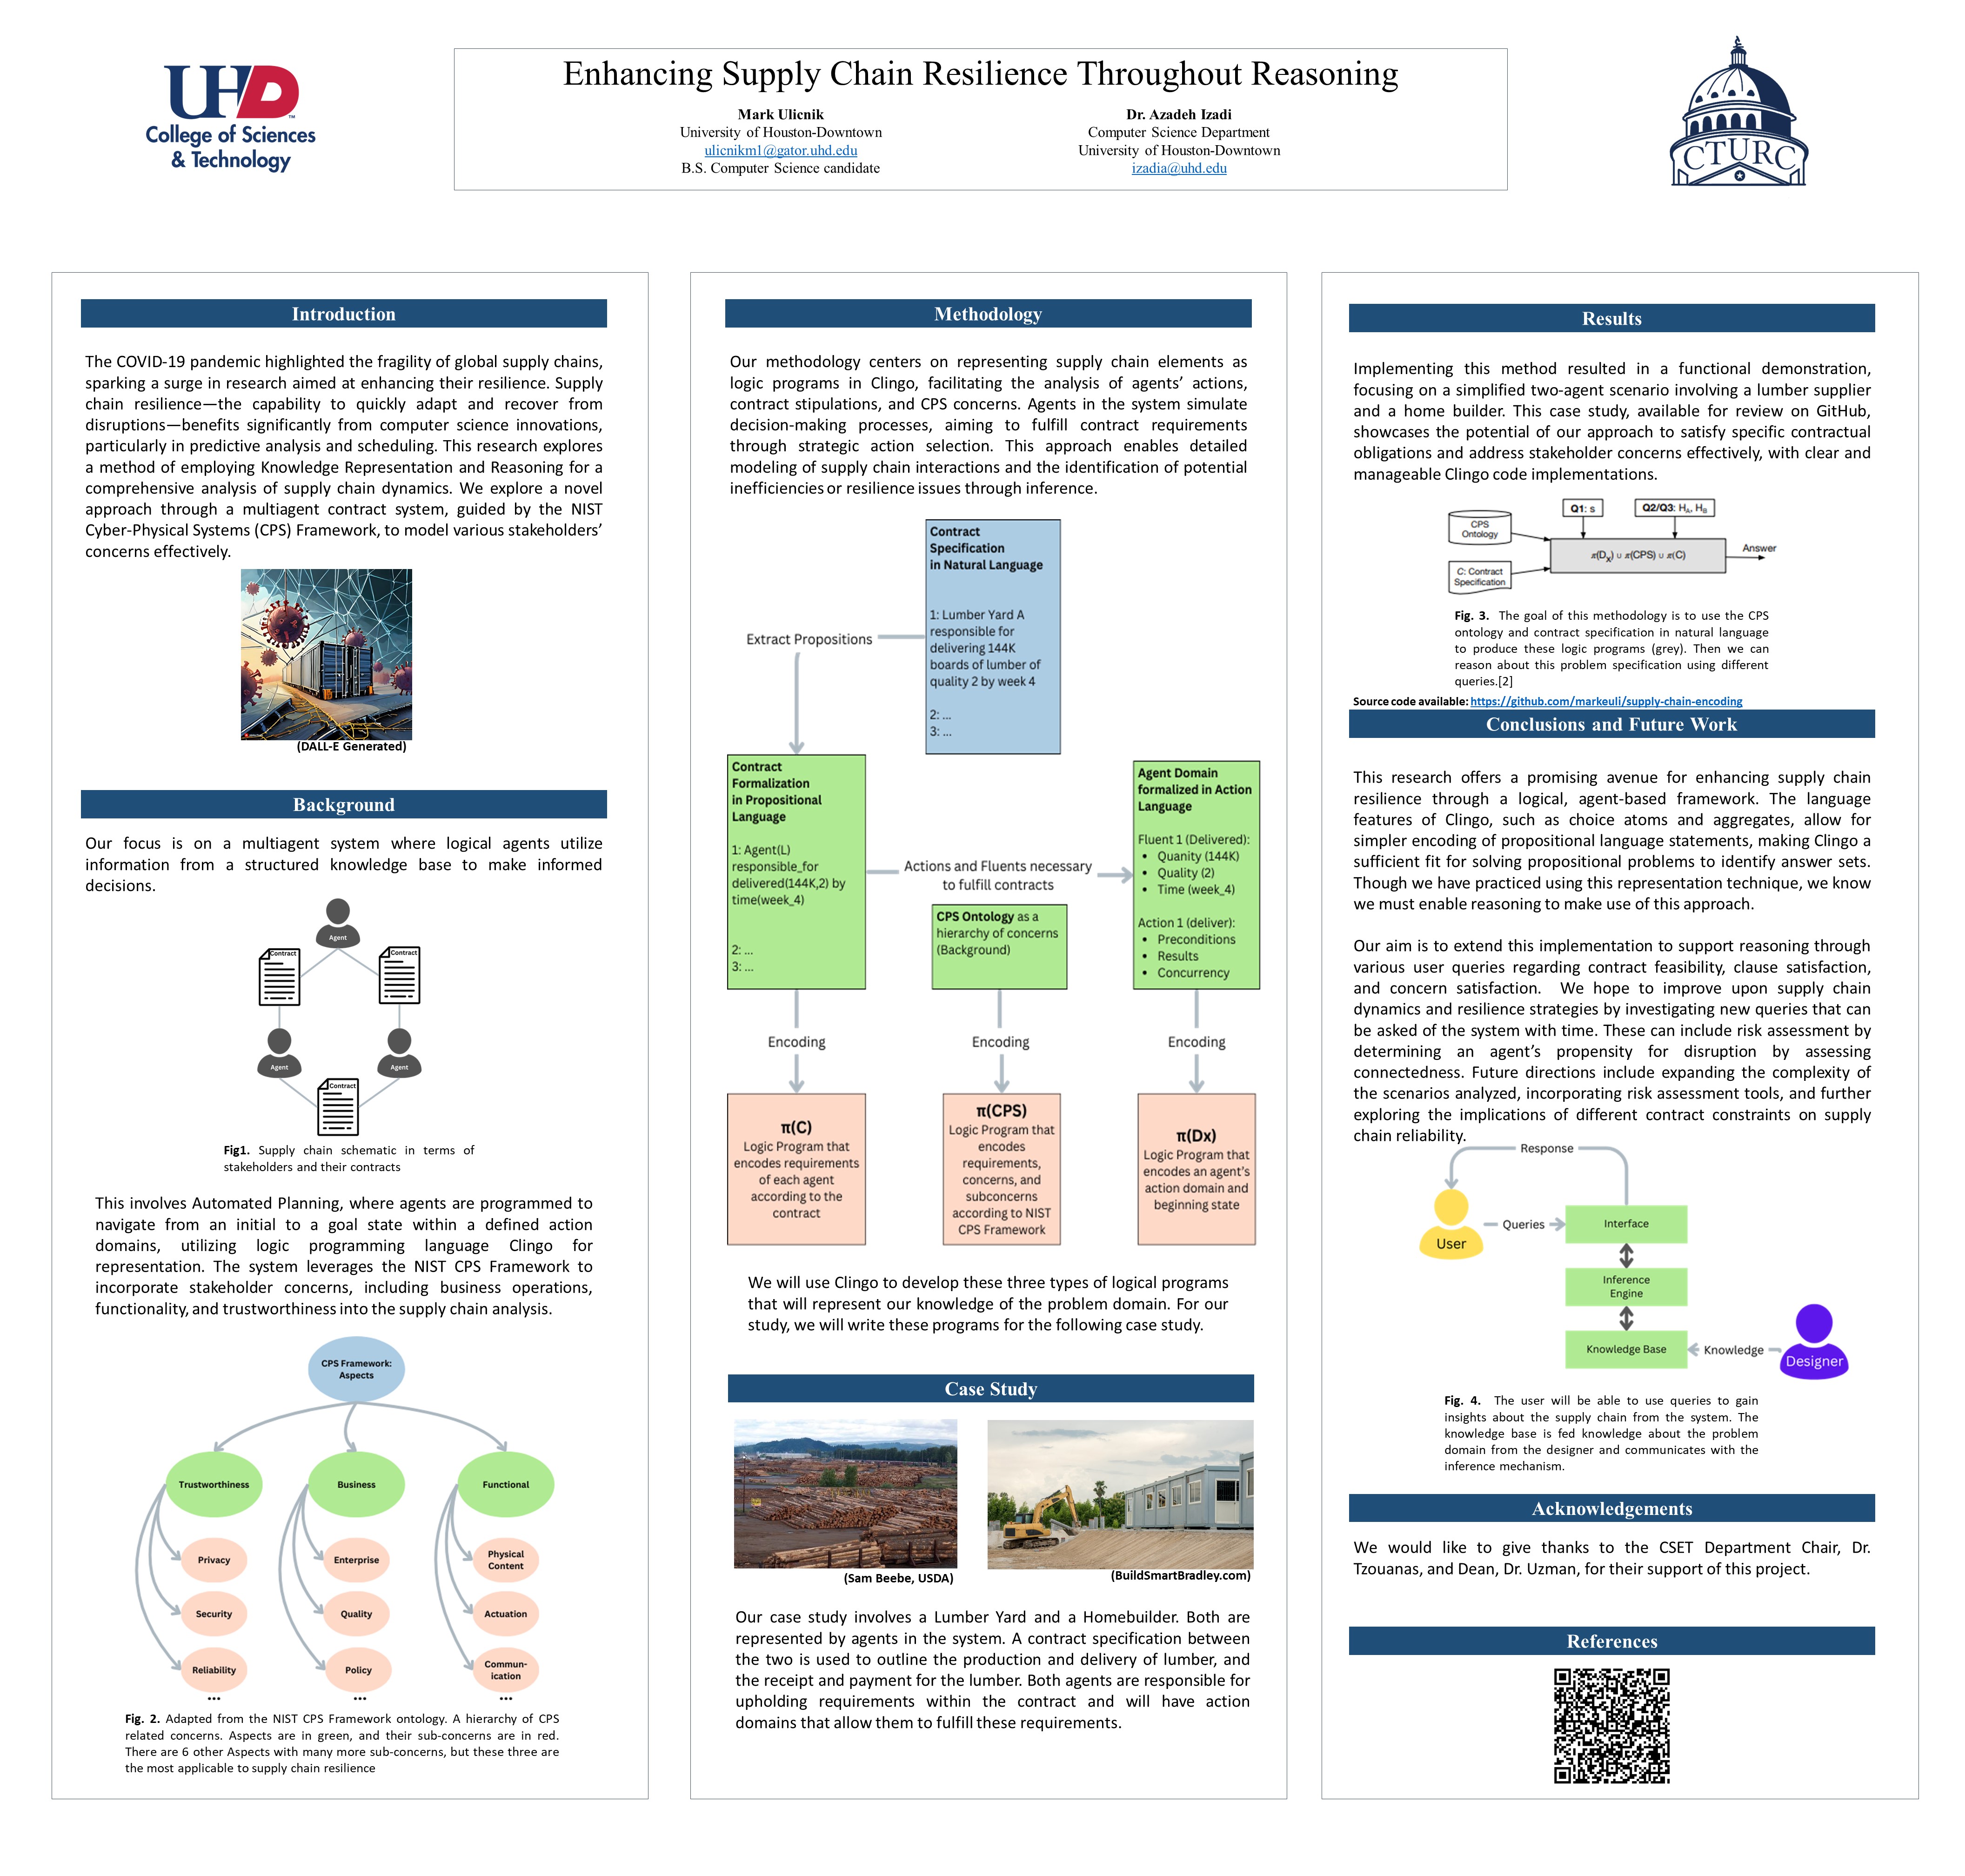 UHD
College of Sciences
& Technology
Enhancing Supply Chain Resilience Throughout Reasoning
Mark Ulicnik
University of Houston-Downtown
ulicnikm1@gator.uhd.edu
B.S. Computer Science candidate
Dr. Azadeh Izadi
Computer Science Department
University of Houston-Downtown
izadia@uhd.edu
CTURC
Introduction
The COVID-19 pandemic highlighted the fragility of global supply chains,
sparking a surge in research aimed at enhancing their resilience. Supply
chain resilience—the capability to quickly adapt and recover from
disruptions—benefits significantly from computer science innovations,
particularly in predictive analysis and scheduling. This research explores
a method of employing Knowledge Representation and Reasoning for a
comprehensive analysis of supply chain dynamics. We explore a novel
approach through a multiagent contract system, guided by the NIST
Cyber-Physical Systems (CPS) Framework, to model various stakeholders'
concerns effectively.
(DALL-E Generated)
Background
Our focus is on a multiagent system where logical agents utilize
information from a structured knowledge base to make informed
decisions.
Agent
Contract
Contract
Agent
Agent
Contract
Fig1. Supply chain schematic in terms of
stakeholders and their contracts
This involves Automated Planning, where agents are programmed to
navigate from an initial to a goal state within a defined action
domains, utilizing logic programming language Clingo for
representation. The system leverages the NIST CPS Framework to
incorporate stakeholder concerns, including business operations,
functionality, and trustworthiness into the supply chain analysis.
CPS Framework:
Aspects
Trustworthiness
Business
Functional
Privacy
Enterprise
Physical
Content
Security
Quality
Actuation
Reliability
Policy
Commun-
ication
...
...
...
Fig. 2. Adapted from the NIST CPS Framework ontology. A hierarchy of CPS
related concerns. Aspects are in green, and their sub-concerns are in red.
There are 6 other Aspects with many more sub-concerns, but these three are
the most applicable to supply chain resilience
Methodology
Our methodology centers on representing supply chain elements as
logic programs in Clingo, facilitating the analysis of agents' actions,
contract stipulations, and CPS concerns. Agents in the system simulate
decision-making processes, aiming to fulfill contract requirements
through strategic action selection. This approach enables detailed
modeling of supply chain interactions and the identification of potential
inefficiencies or resilience issues through inference.
Contract
Specification
in Natural Language
1: Lumber Yard A
responsible for
delivering 144K
boards of lumber of
quality 2 by week 4
2: ...
3: ...
Extract Propositions
Contract
Formalization
in Propositional
Language
1: Agent(L)
responsible_for
delivered(144K,2) by
time(week_4)
2: ...
3: ...
Actions and Fluents necessary
to fulfill contracts
CPS Ontology as a
hierarchy of concerns
(Background)
Agent Domain
formalized in Action
Language
Fluent 1 (Delivered):
• Quanity (144K)
• Quality (2)
• Time (week_4)
Action 1 (deliver):
• Preconditions
• Results
• Concurrency
Encoding
Encoding
Encoding
π(C)
Logic Program that
encodes requirements
of each agent
according to the
contract
π(CPS)
Logic Program that
encodes
requirements,
concerns, and
subconcerns
according to NIST
CPS Framework
π(Dx)
Logic Program that
encodes an agent's
action domain and
beginning state
We will use Clingo to develop these three types of logical programs
that will represent our knowledge of the problem domain. For our
study, we will write these programs for the following case study.
Case Study
(Sam Beebe, USDA)
(BuildSmartBradley.com)
Our case study involves a Lumber Yard and a Homebuilder. Both are
represented by agents in the system. A contract specification between
the two is used to outline the production and delivery of lumber, and
the receipt and payment for the lumber. Both agents are responsible for
upholding requirements within the contract and will have action
domains that allow them to fulfill these requirements.
Results
Implementing this method resulted in a functional demonstration,
focusing on a simplified two-agent scenario involving a lumber supplier
and a home builder. This case study, available for review on GitHub,
showcases the potential of our approach to satisfy specific contractual
obligations and address stakeholder concerns effectively, with clear and
manageable Clingo code implementations.
CPS
Ontology
Q1: s
Q2/Q3: HA, HB
π(Dx) ∪ π(CPS) ∪ π(C)
Answer
C: Contract
Specification
Fig. 3. The goal of this methodology is to use the CPS
ontology and contract specification in natural language
to produce these logic programs (grey). Then we can
reason about this problem specification using different
queries.[2]
Source code available: https://github.com/markeuli/supply-chain-encoding
Conclusions and Future Work
This research offers a promising avenue for enhancing supply chain
resilience through a logical, agent-based framework. The language
features of Clingo, such as choice atoms and aggregates, allow for
simpler encoding of propositional language statements, making Clingo a
sufficient fit for solving propositional problems to identify answer sets.
Though we have practiced using this representation technique, we know
we must enable reasoning to make use of this approach.
Our aim is to extend this implementation to support reasoning through
various user queries regarding contract feasibility, clause satisfaction,
and concern satisfaction. We hope to improve upon supply chain
dynamics and resilience strategies by investigating new queries that can
be asked of the system with time. These can include risk assessment by
determining an agent's propensity for disruption by assessing
connectedness. Future directions include expanding the complexity of
the scenarios analyzed, incorporating risk assessment tools, and further
exploring the implications of different contract constraints on supply
chain reliability.
Response
User
Queries
Interface
Inference
Engine
Knowledge Base
Knowledge
Designer
Fig. 4. The user will be able to use queries to gain
insights about the supply chain from the system. The
knowledge base is fed knowledge about the problem
domain from the designer and communicates with the
inference mechanism.
Acknowledgements
We would like to give thanks to the CSET Department Chair, Dr.
Tzouanas, and Dean, Dr. Uzman, for their support of this project.
References